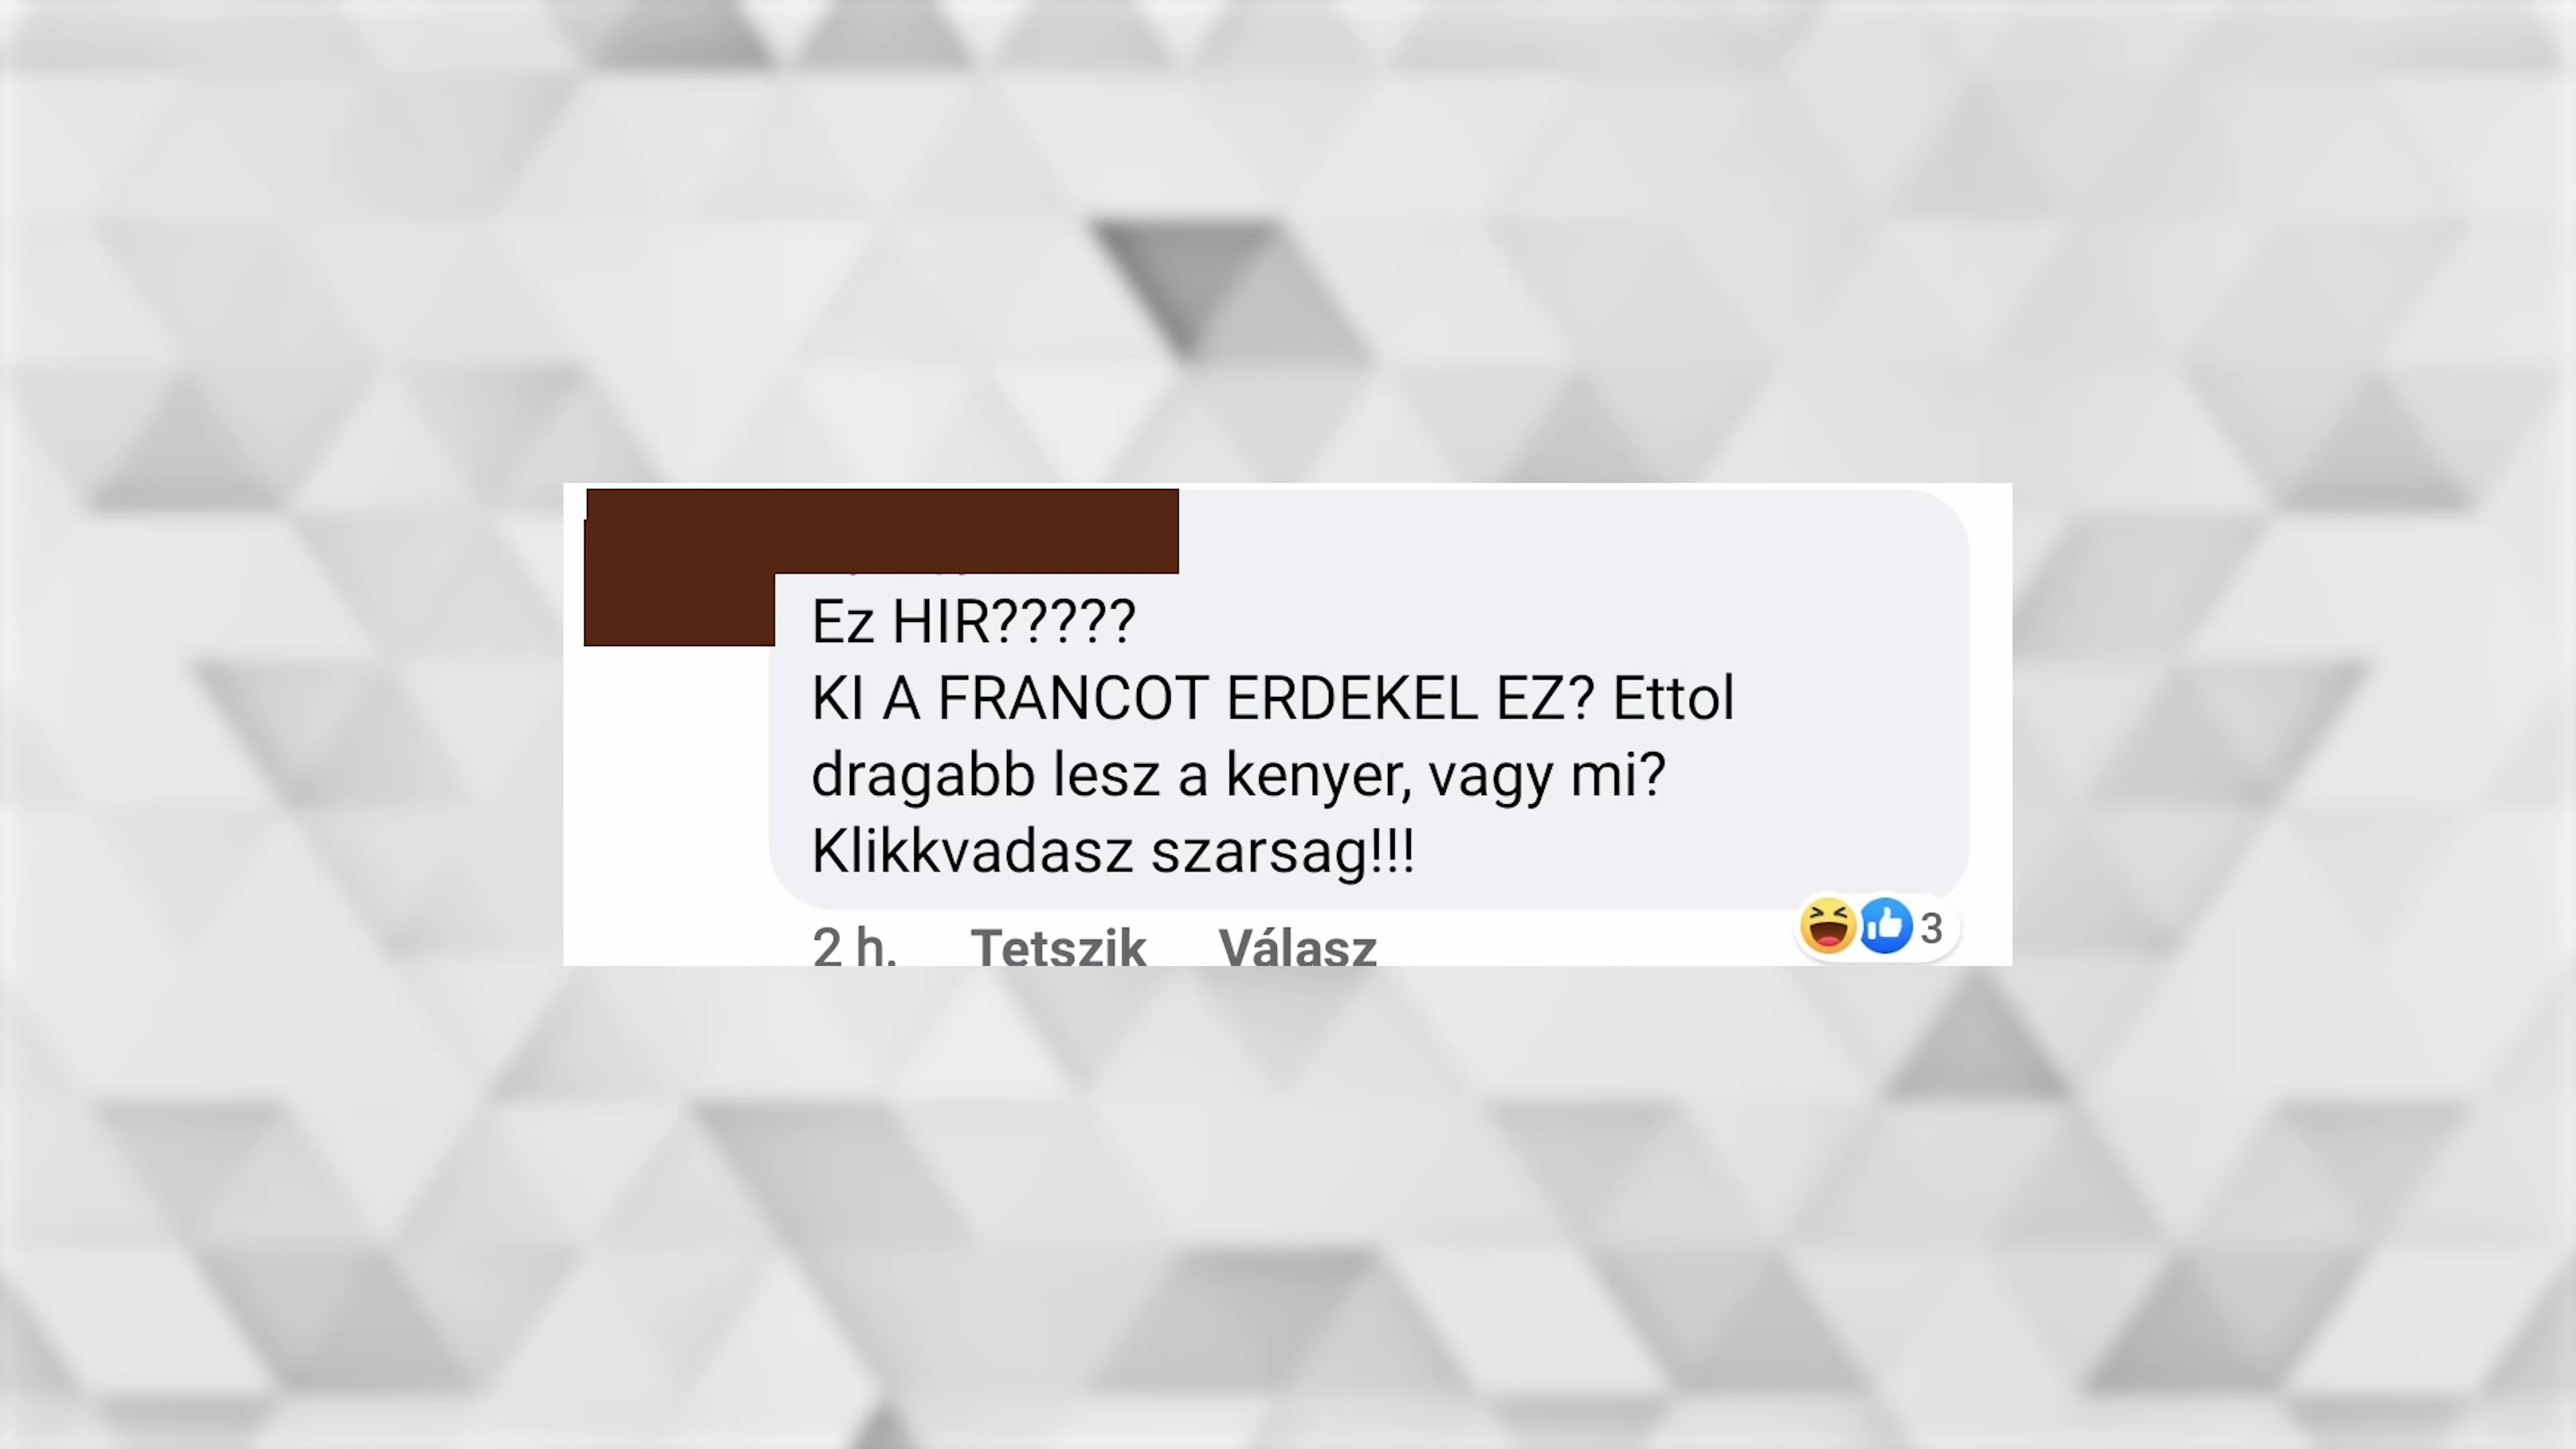 Ez HIR?????
KI A FRANCOT ERDEKEL EZ? Ettol
dragabb lesz a kenyer, vagy mi?
Klikkvadasz szarsag!!!
2 h. Tetszik Válasz 3